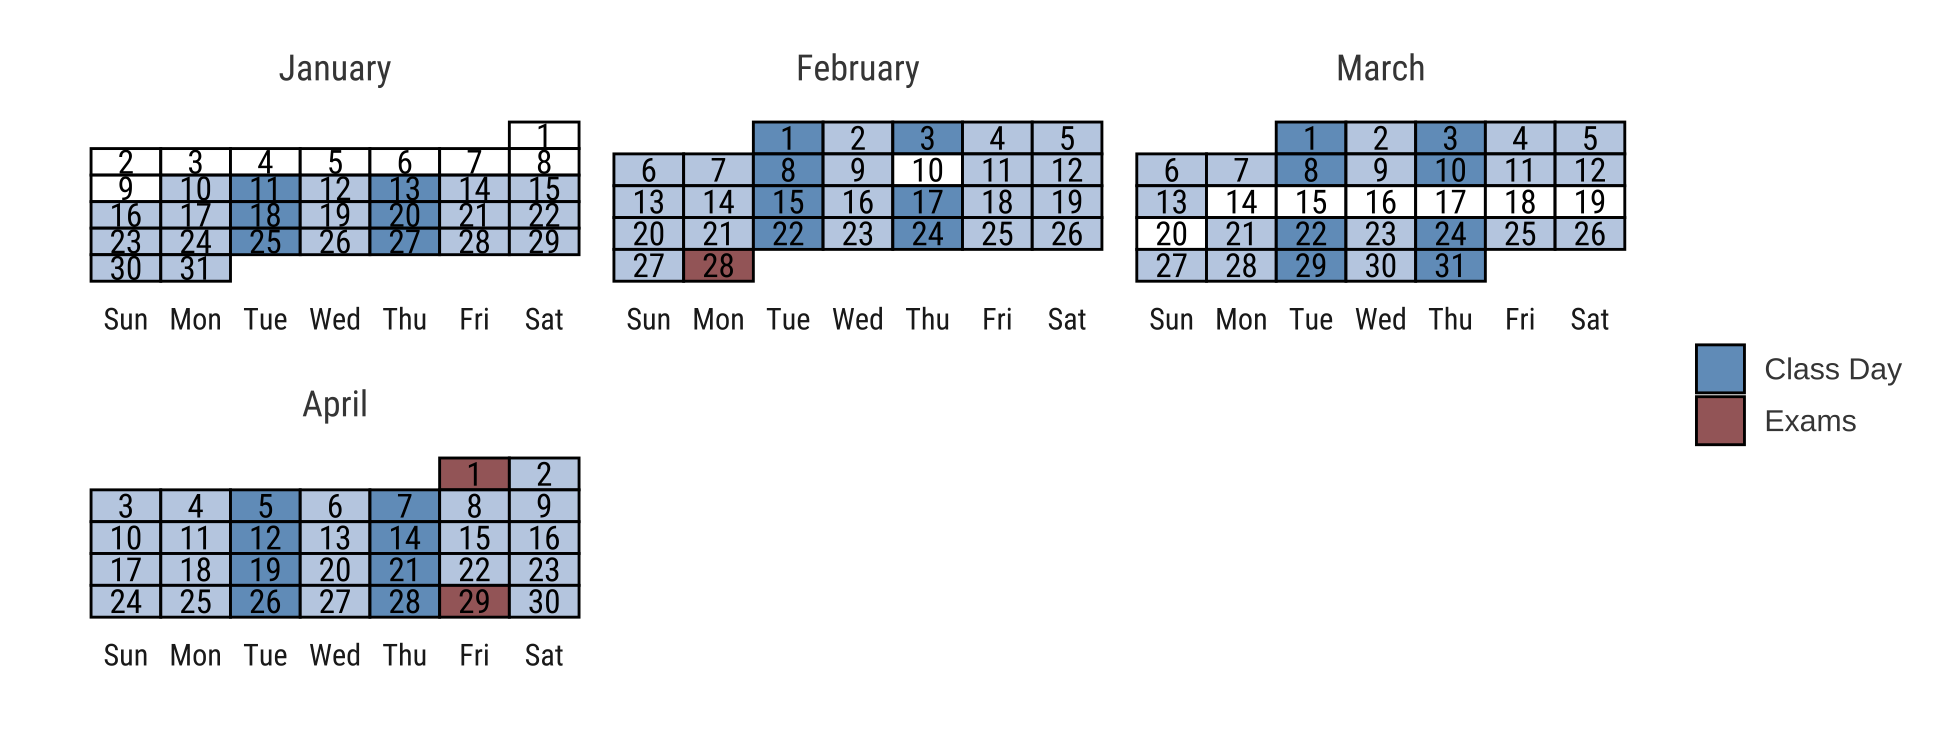 January
1
2 3 4 5 6 7 8
9 10 11 12 13 14 15
16 17 18 19 20 21 22
23 24 25 26 27 28 29
30 31
Sun Mon Tue Wed Thu Fri Sat
February
1 2 3 4 5
6 7 8 9 10 11 12
13 14 15 16 17 18 19
20 21 22 23 24 25 26
27 28
Sun Mon Tue Wed Thu Fri Sat
March
1 2 3 4 5
6 7 8 9 10 11 12
13 14 15 16 17 18 19
20 21 22 23 24 25 26
27 28 29 30 31
Sun Mon Tue Wed Thu Fri Sat
April
1 2
3 4 5 6 7 8 9
10 11 12 13 14 15 16
17 18 19 20 21 22 23
24 25 26 27 28 29 30
Sun Mon Tue Wed Thu Fri Sat
Class Day
Exams